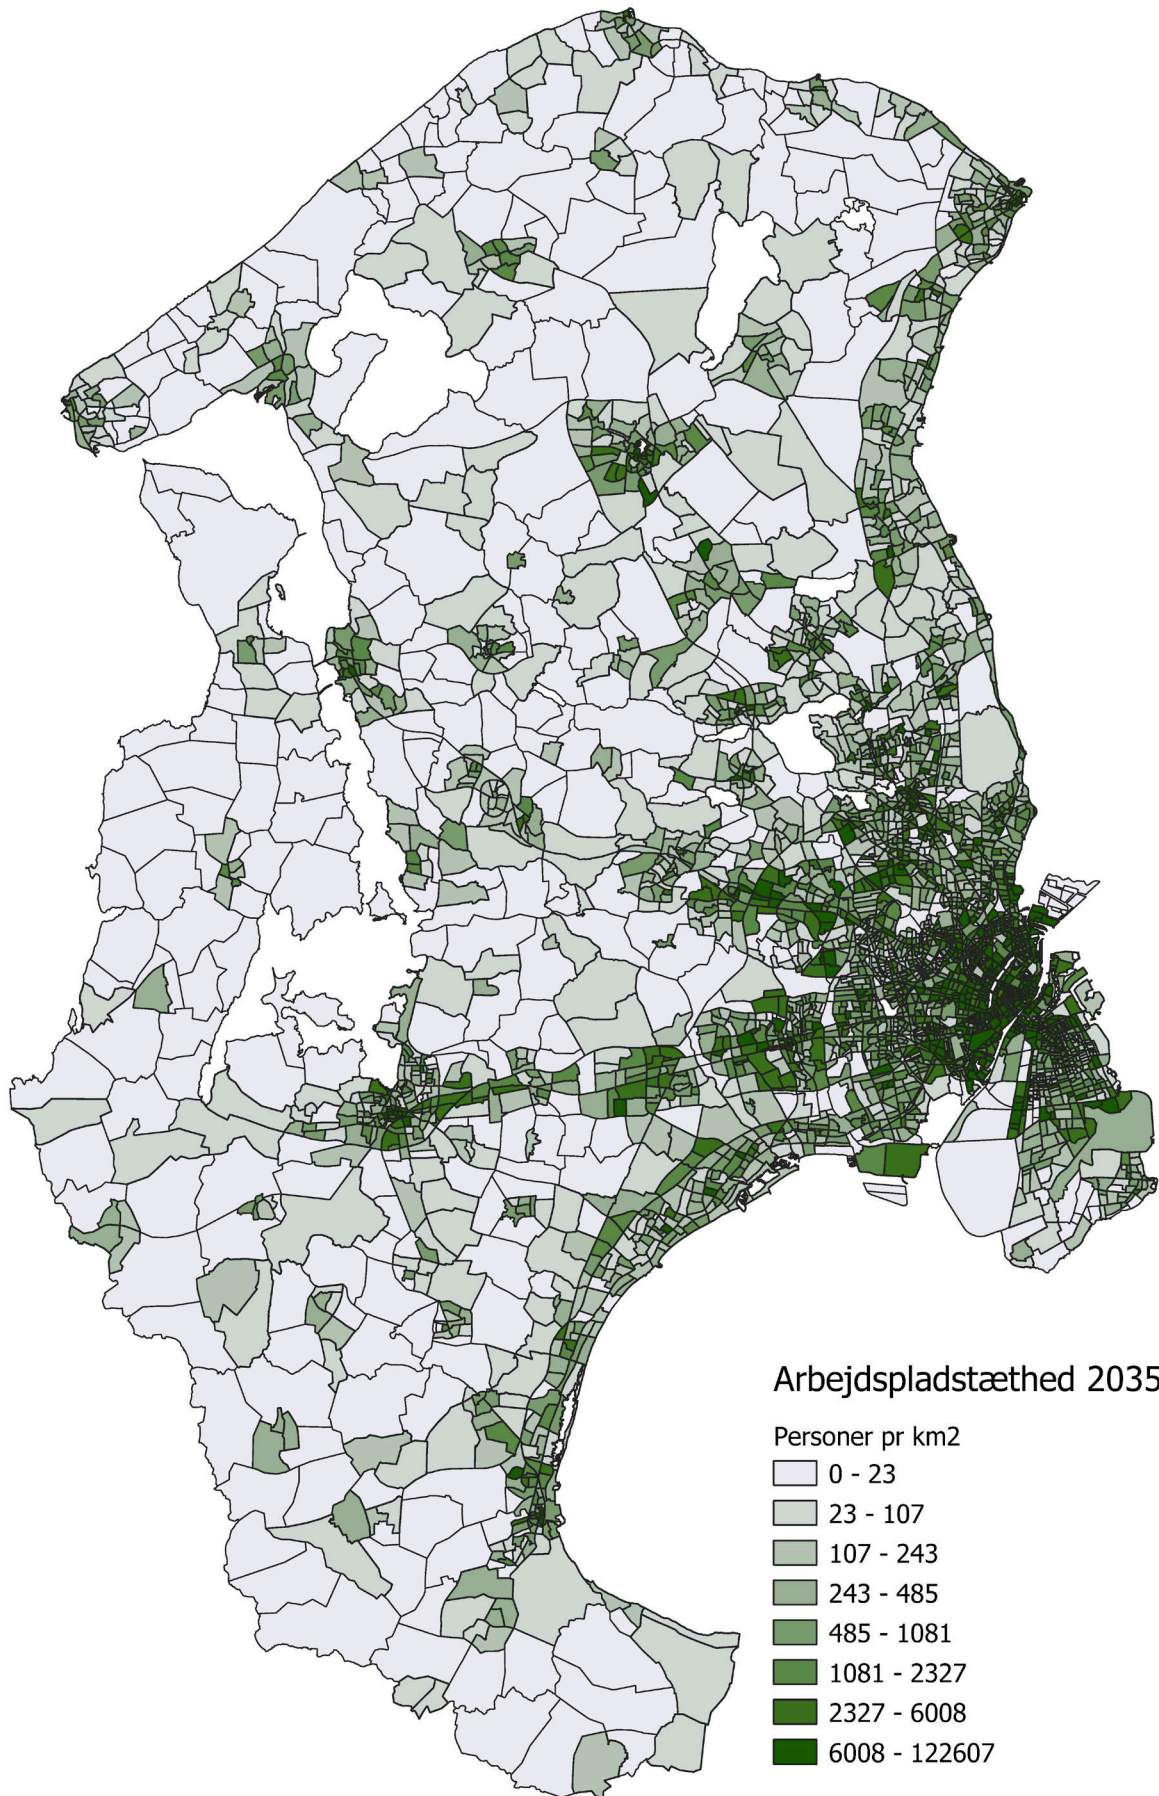 Arbejdspladstæthed 2035
Personer pr km2
0 - 23
23 - 107
107 - 243
243 - 485
485 - 1081
1081 - 2327
2327 - 6008
6008 - 122607